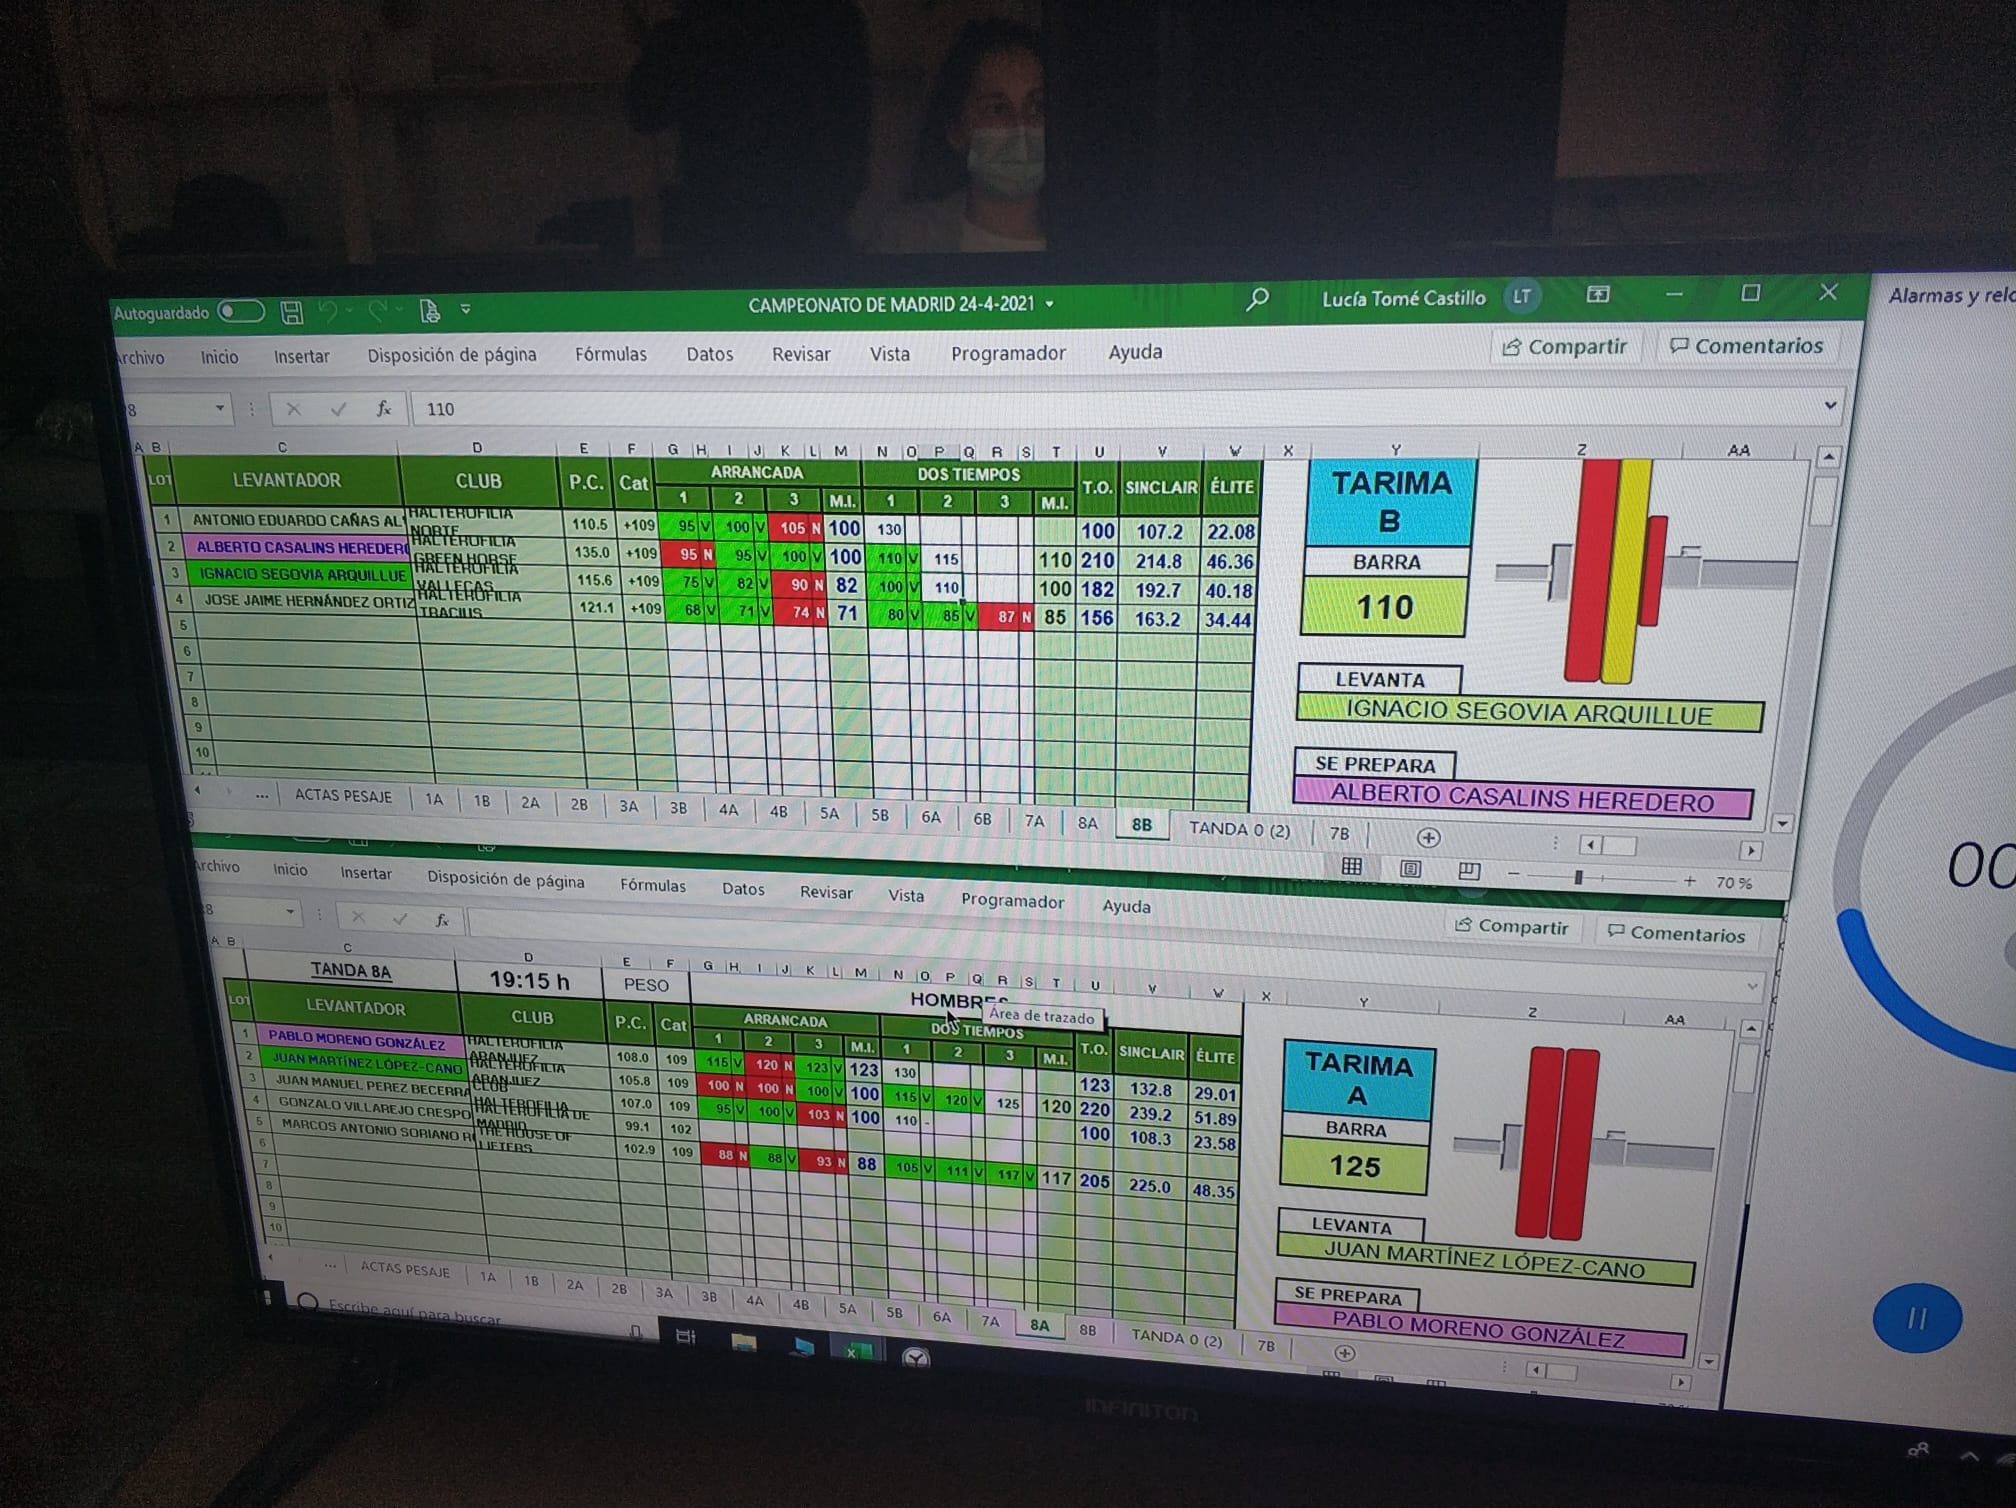 Autoguardado CAMPEONATO DE MADRID 24-4-2021 Lucía Tomé Castillo LT Alarmas y relo
Archivo Inicio Insertar Disposición de página Fórmulas Datos Revisar Vista Programador Ayuda Compartir Comentarios
8 fx 110
A B C D E F G H I J K L M N O P Q R S T U V W X Y Z AA
LOT LEVANTADOR CLUB P.C. Cat ARRANCADA DOS TIEMPOS T.O. SINCLAIR ÉLITE
1 2 3 M.I. 1 2 3 M.I.
1 ANTONIO EDUARDO CAÑAS AL HALTEROFILIA NORTE 110.5 +109 95 V 100 V 105 N 100 130 100 107.2 22.08
2 ALBERTO CASALINS HEREDERO HALTEROFILIA GREEN HORSE 135.0 +109 95 N 95 V 100 V 100 110 V 115 110 210 214.8 46.36
3 IGNACIO SEGOVIA ARQUILLUE HALTEROFILIA VALLECAS 115.6 +109 75 V 82 V 90 N 82 100 V 110 100 182 192.7 40.18
4 JOSE JAIME HERNÁNDEZ ORTIZ HALTEROFILIA TRACIUS 121.1 +109 68 V 71 V 74 N 71 80 V 85 V 87 N 85 156 163.2 34.44
5
6
7
8
9
10
TARIMA
B
BARRA
110
LEVANTA
IGNACIO SEGOVIA ARQUILLUE
SE PREPARA
ALBERTO CASALINS HEREDERO
... ACTAS PESAJE 1A 1B 2A 2B 3A 3B 4A 4B 5A 5B 6A 6B 7A 8A 8B TANDA 0 (2) 7B
70 %
00
Archivo Inicio Insertar Disposición de página Fórmulas Datos Revisar Vista Programador Ayuda Compartir Comentarios
8 fx
A B C D E F G H I J K L M N O P Q R S T U V W X Y Z AA
TANDA 8A 19:15 h PESO HOMBRES
Área de trazado
LOT LEVANTADOR CLUB P.C. Cat ARRANCADA DOS TIEMPOS T.O. SINCLAIR ÉLITE
1 2 3 M.I. 1 2 3 M.I.
1 PABLO MORENO GONZÁLEZ HALTEROFILIA ARANJUEZ 108.0 109 115 V 120 N 123 V 123 130 123 132.8 29.01
2 JUAN MARTÍNEZ LÓPEZ-CANO HALTEROFILIA ARANJUEZ 105.8 109 100 N 100 N 100 V 100 115 V 120 V 125 120 220 239.2 51.89
3 JUAN MANUEL PEREZ BECERRA CLUB HALTEROFILIA 107.0 109 95 V 100 V 103 N 100 110 - 100 108.3 23.58
4 GONZALO VILLAREJO CRESPO HALTEROFILIA DE MADRID 99.1 102
5 MARCOS ANTONIO SORIANO R THE HOUSE OF LIFTERS 102.9 109 88 N 88 V 93 N 88 105 V 111 V 117 V 117 205 225.0 48.35
6
7
8
9
10
TARIMA
A
BARRA
125
LEVANTA
JUAN MARTÍNEZ LÓPEZ-CANO
SE PREPARA
PABLO MORENO GONZÁLEZ
... ACTAS PESAJE 1A 1B 2A 2B 3A 3B 4A 4B 5A 5B 6A 7A 8A 8B TANDA 0 (2) 7B
Escribe aquí para buscar
INFINITON